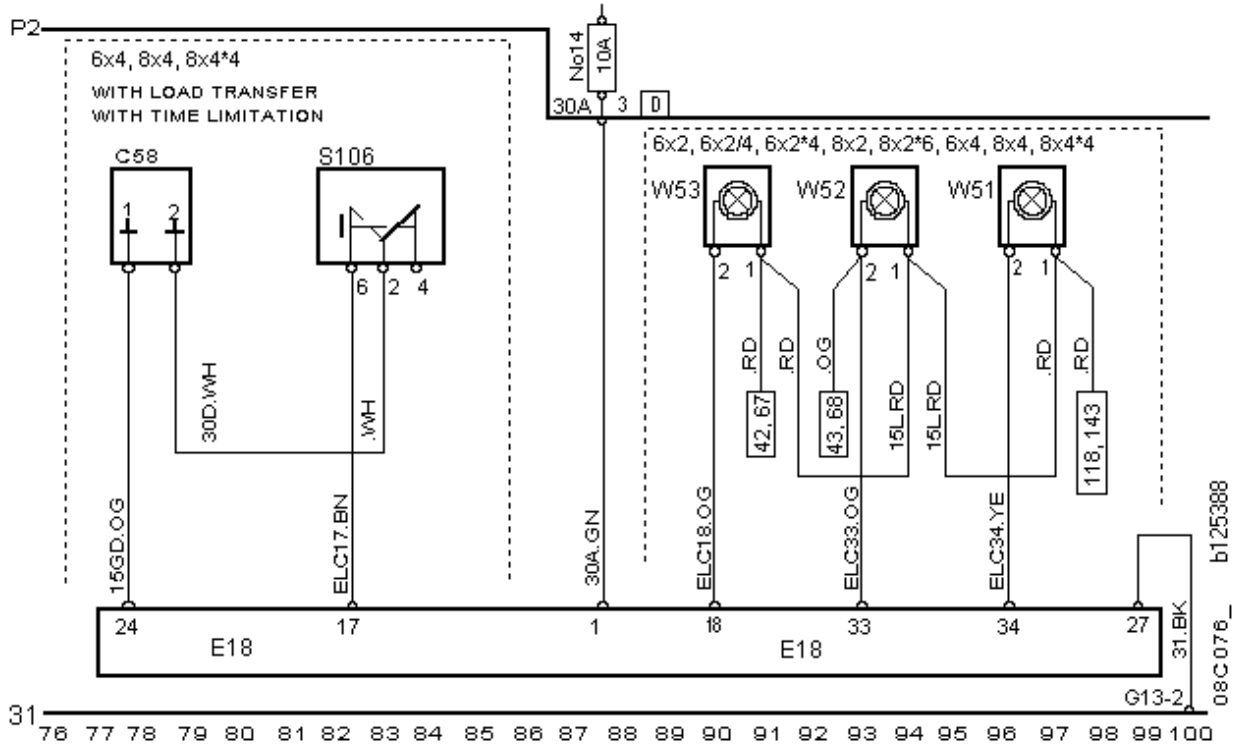 P2
6x4, 8x4, 8x4*4
WITH LOAD TRANSFER
WITH TIME LIMITATION
No14
10A
30A 3 D
C58
1 2
S106
6 2 4
6x2, 6x2/4, 6x2*4, 8x2, 8x2*6, 6x4, 8x4, 8x4*4
W53 W52 W51
2 1 2 1 2 1
30D.WH
.WH
.RD
.RD
.OG
15L.RD
15L.RD
.RD
.RD
42, 67
43, 68
118, 143
15GD.OG
ELC17.BN
30A.GN
ELC18.OG
ELC33.OG
ELC34.YE
31.BK
24 17 1 18 33 34 27
E18 E18
G13-2
08C076_ b125388
31
76 77 78 79 80 81 82 83 84 85 86 87 88 89 90 91 92 93 94 95 96 97 98 99 100